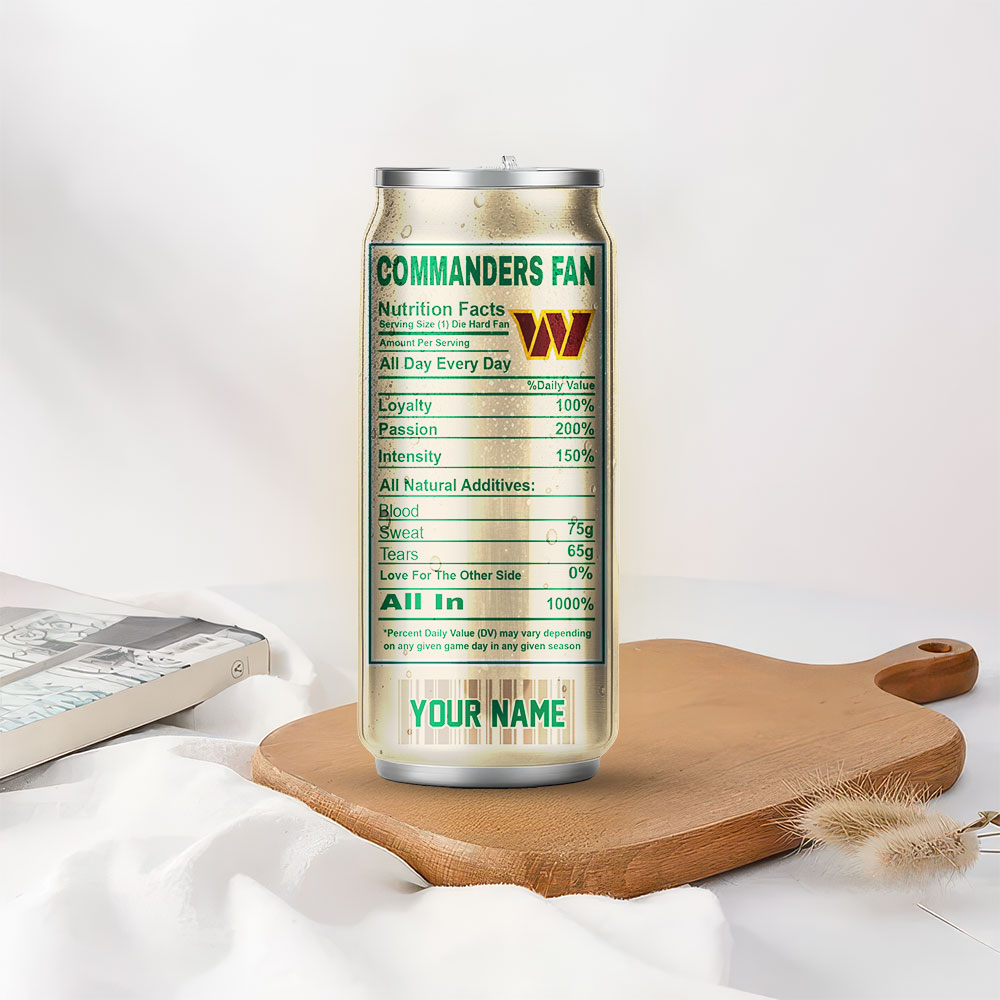 COMMANDERS FAN
Nutrition Facts
Serving Size (1) Die Hard Fan
W
Amount Per Serving
All Day Every Day
%Daily Value
Loyalty 100%
Passion 200%
Intensity 150%
All Natural Additives:
Blood
Sweat 75g
Tears 65g
Love For The Other Side 0%
All In 1000%
*Percent Daily Value (DV) may vary depending
on any given game day in any given season
YOUR NAME